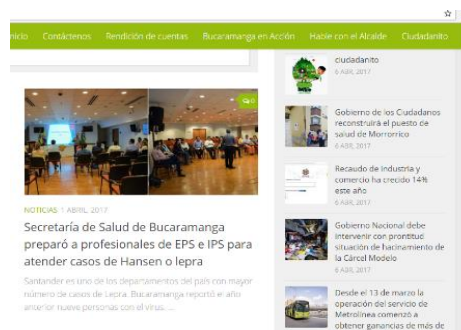 nicio Contáctenos Rendición de cuentas Bucaramanga en Acción Hable con el Alcalde Ciudadanito
0
NOTICIAS 1 ABRIL, 2017
Secretaría de Salud de Bucaramanga
preparó a profesionales de EPS e IPS para
atender casos de Hansen o lepra
Santander es uno de los departamentos del país con mayor
número de casos de Lepra. Bucaramanga reportó el año
anterior nueve personas con el virus. ...
ciudadanito
6 ABR, 2017
Gobierno de los Ciudadanos
reconstruirá el puesto de
salud de Morrorrico
6 ABR, 2017
Recaudo de industria y
comercio ha crecido 14%
este año
6 ABR, 2017
Gobierno Nacional debe
intervenir con prontitud
situación de hacinamiento de
la Cárcel Modelo
6 ABR, 2017
Desde el 13 de marzo la
operación del servicio de
Metrolínea comenzó a
obtener ganancias de más de